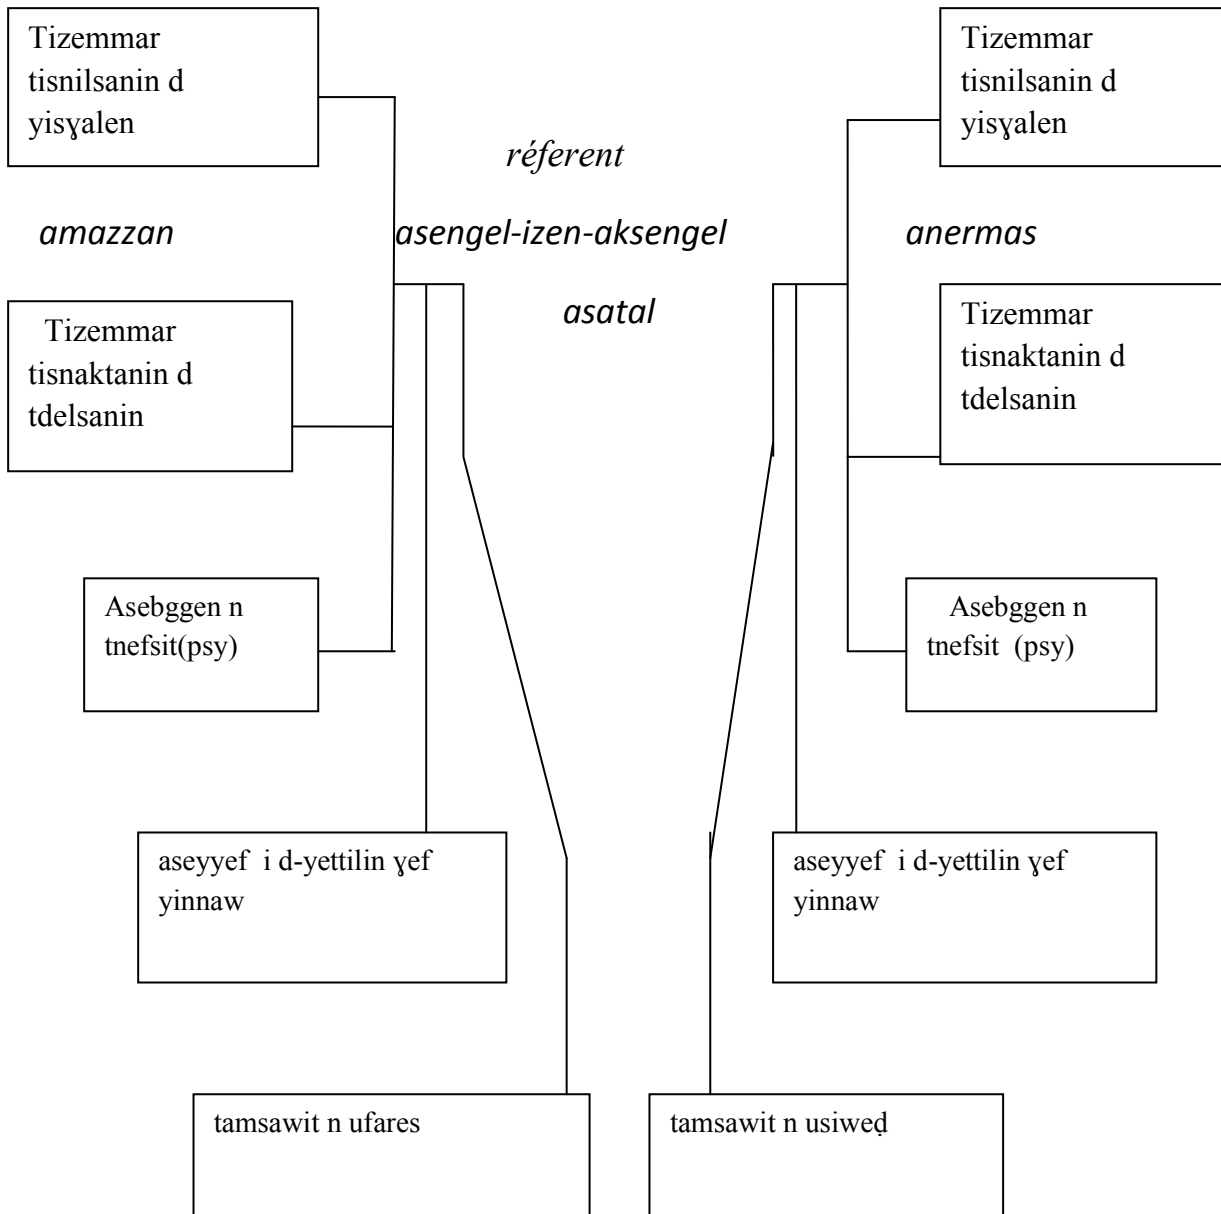 Tizemmar
tisnilsanin d
yisɣalen
Tizemmar
tisnilsanin d
yisɣalen
réferent
amazzan
asengel-izen-aksengel
anermas
asatal
Tizemmar
tisnaktanin d
tdelsanin
Tizemmar
tisnaktanin d
tdelsanin
Asebggen n
tnefsit(psy)
Asebggen n
tnefsit (psy)
aseyyef i d-yettilin ɣef
yinnaw
aseyyef i d-yettilin ɣef
yinnaw
tamsawit n ufares
tamsawit n usiweḍ